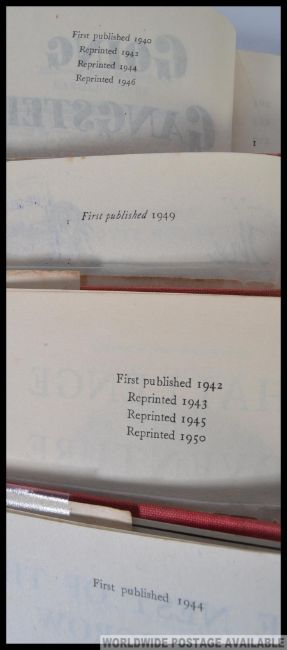 First published 1940
Reprinted 1942
Reprinted 1944
Reprinted 1946
1
First published 1949
First published 1942
Reprinted 1943
Reprinted 1945
Reprinted 1950
First published 1944
WORLDWIDE POSTAGE AVAILABLE